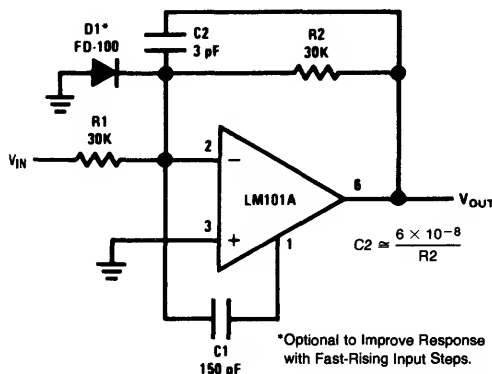 D1*
FD-100
C2
3 pF
R2
30K
R1
30K
VIN
2
−
LM101A
6
VOUT
3
+
1
C2 ≅ 6 × 10⁻⁸ / R2
C1
150 pF
*Optional to Improve Response
with Fast-Rising Input Steps.